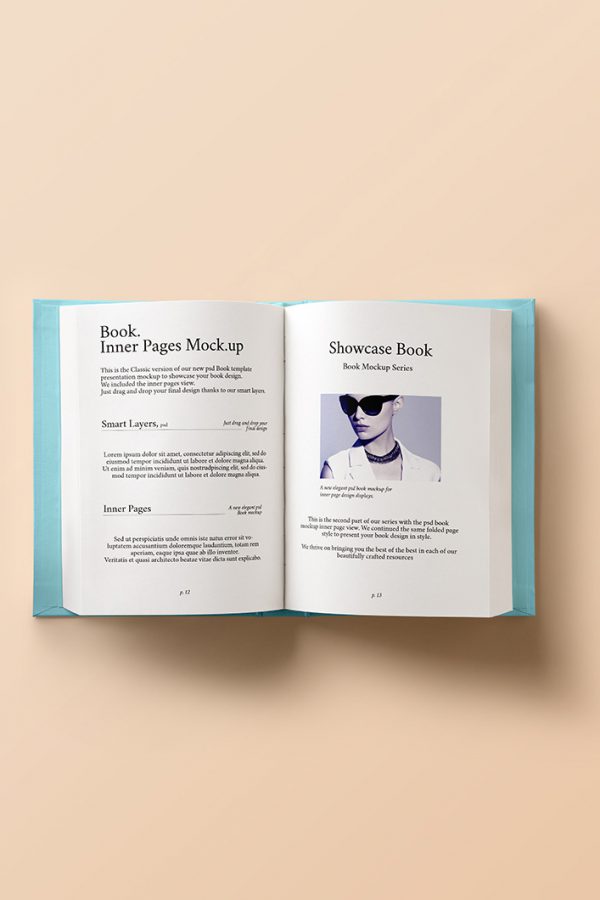 Book.
Inner Pages Mock.up
This is the Classic version of our new psd Book template
presentation mockup to showcase your book design.
We included the inner pages view.
Just drag and drop your final design thanks to our smart layers.
Smart Layers, psd
Just drag and drop your
final design
Lorem ipsum dolor sit amet, consectetur adipiscing elit, sed do
eiusmod tempor incididunt ut labore et dolore magna aliqua.
Ut enim ad minim veniam, quis nostrudpiscing elit, sed do eius-
mod tempor incididunt ut labore et dolore magna aliqua.
Inner Pages
A new elegant psd
Book mockup
Sed ut perspiciatis unde omnis iste natus error sit vo-
luptatem accusantium doloremque laudantium, totam rem
aperiam, eaque ipsa quae ab illo inventor.
Veritatis et quasi architecto beatae vitae dicta sunt explicabo.
p. 12
Showcase Book
Book Mockup Series
A new elegant psd book mockup for
inner page design displays.
This is the second part of our series with the psd book
mockup inner page view. We continued the same folded page
style to present your book design in style.
We thrive on bringing you the best of the best in each of our
beautifully crafted resources
p. 13